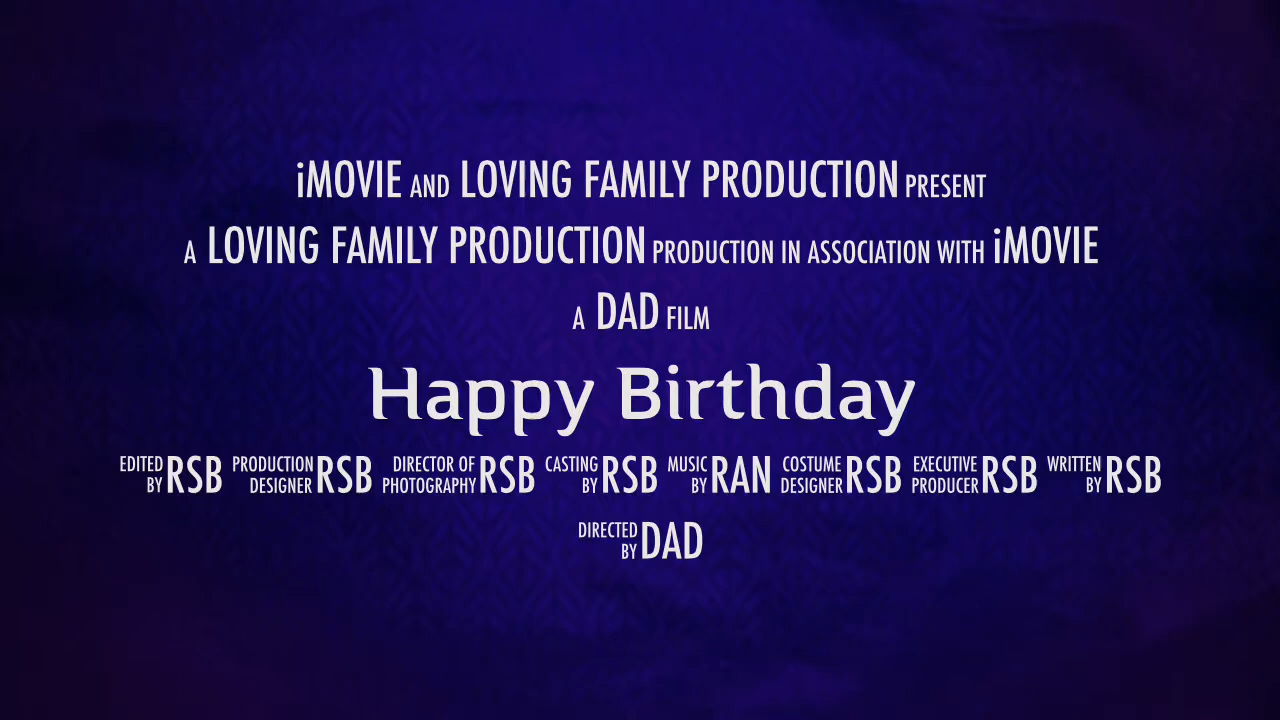 iMOVIE AND LOVING FAMILY PRODUCTION PRESENT
A LOVING FAMILY PRODUCTION PRODUCTION IN ASSOCIATION WITH iMOVIE
A DAD FILM
Happy Birthday
EDITED BY RSB PRODUCTION DESIGNER RSB DIRECTOR OF PHOTOGRAPHY RSB CASTING BY RSB MUSIC BY RAN COSTUME DESIGNER RSB EXECUTIVE PRODUCER RSB WRITTEN BY RSB
DIRECTED BY DAD